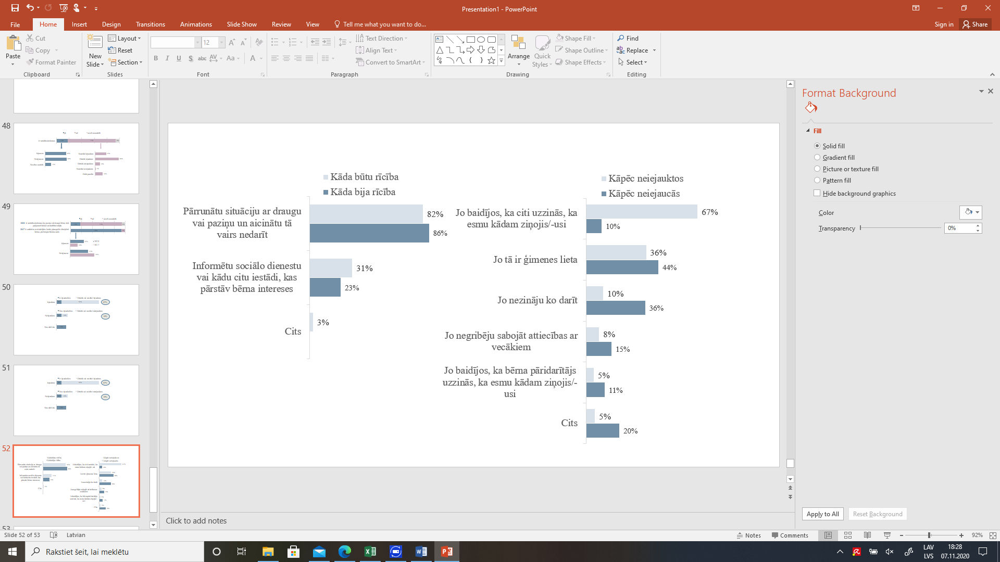 Presentation1 - PowerPoint
File
Home
Insert
Design
Transitions
Animations
Slide Show
Review
View
Tell me what you want to do...
Sign in
Share
Paste
Cut
Copy
Format Painter
Clipboard
New
Slide
Layout
Reset
Section
Slides
12
B I U S abc AV Aa A
Font
Text Direction
Align Text
Convert to SmartArt
Paragraph
Arrange
Quick
Styles
Shape Fill
Shape Outline
Shape Effects
Drawing
Find
Replace
Select
Editing
48
49
50
51
52
53
Kāda būtu rīcība
Kāda bija rīcība
Pārrunātu situāciju ar draugu
vai paziņu un aicinātu tā
vairs nedarīt
82%
86%
Informētu sociālo dienestu
vai kādu citu iestādi, kas
pārstāv bērna intereses
31%
23%
Cits
3%
Kāpēc neiejauktos
Kāpēc neiejaucās
Jo baidījos, ka citi uzzinās, ka
esmu kādam ziņojis/-usi
67%
10%
Jo tā ir ģimenes lieta
36%
44%
Jo nezināju ko darīt
10%
36%
Jo negribēju sabojāt attiecības ar
vecākiem
8%
15%
Jo baidījos, ka bērna pāridarītājs
uzzinās, ka esmu kādam ziņojis/-
usi
5%
11%
Cits
5%
20%
Click to add notes
Format Background
Fill
Solid fill
Gradient fill
Picture or texture fill
Pattern fill
Hide background graphics
Color
Transparency
0%
Apply to All
Reset Background
Slide 52 of 53
Latvian
Notes
Comments
92%
Rakstiet šeit, lai meklētu
LAV
LVS
18:28
07.11.2020